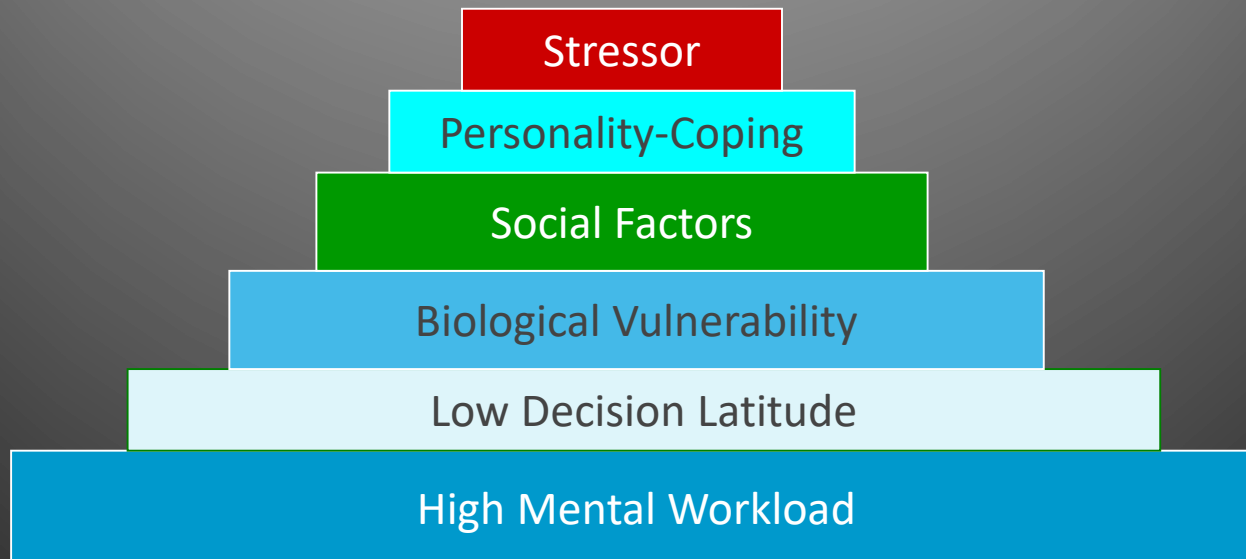 Stressor
Personality-Coping
Social Factors
Biological Vulnerability
Low Decision Latitude
High Mental Workload